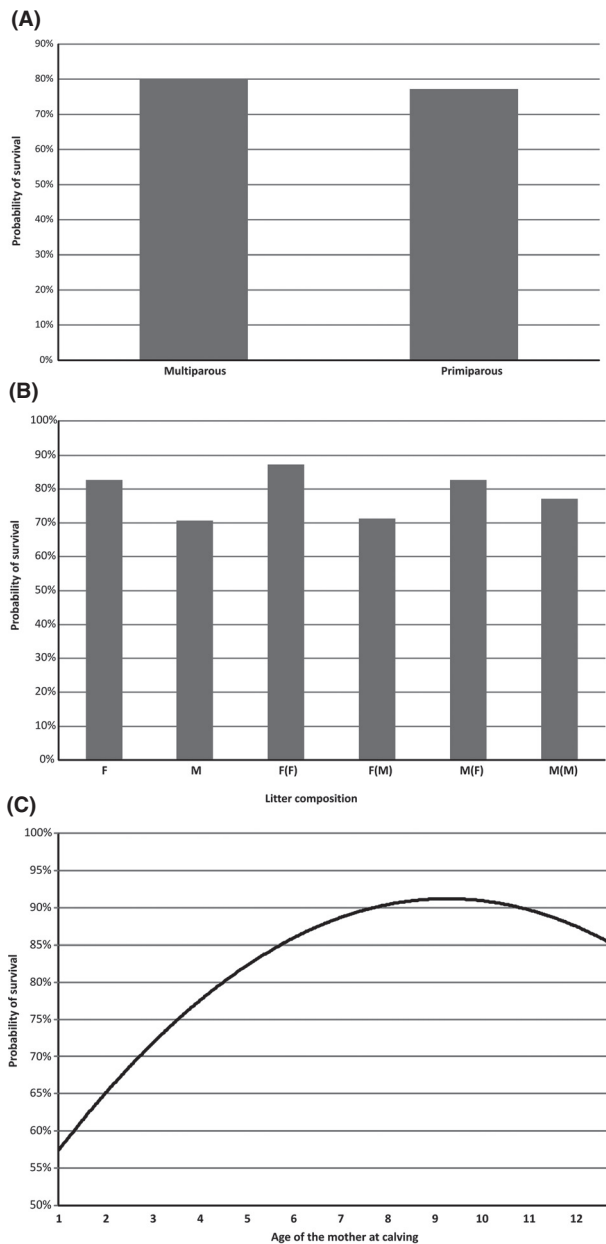 (A)
90%
80%
70%
60%
50%
40%
30%
20%
10%
0%
Probability of survival
Multiparous Primiparous
(B)
100%
90%
80%
70%
60%
50%
40%
30%
20%
10%
0%
Probability of survival
F M F(F) F(M) M(F) M(M)
Litter composition
(C)
100%
95%
90%
85%
80%
75%
70%
65%
60%
55%
50%
Probability of survival
1 2 3 4 5 6 7 8 9 10 11 12
Age of the mother at calving